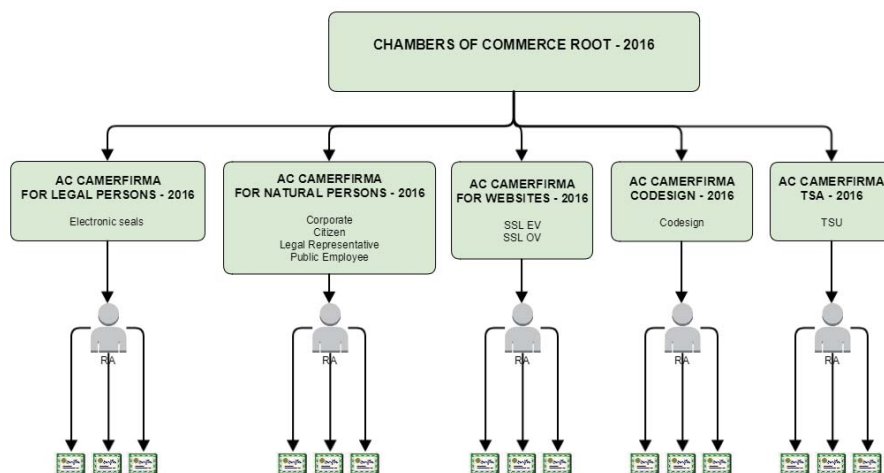 CHAMBERS OF COMMERCE ROOT - 2016
AC CAMERFIRMA
FOR LEGAL PERSONS - 2016
Electronic seals
AC CAMERFIRMA
FOR NATURAL PERSONS - 2016
Corporate
Citizen
Legal Representative
Public Employee
AC CAMERFIRMA
FOR WEBSITES - 2016
SSL EV
SSL OV
AC CAMERFIRMA
CODESIGN - 2016
Codesign
AC CAMERFIRMA
TSA - 2016
TSU
RA
RA
RA
RA
RA